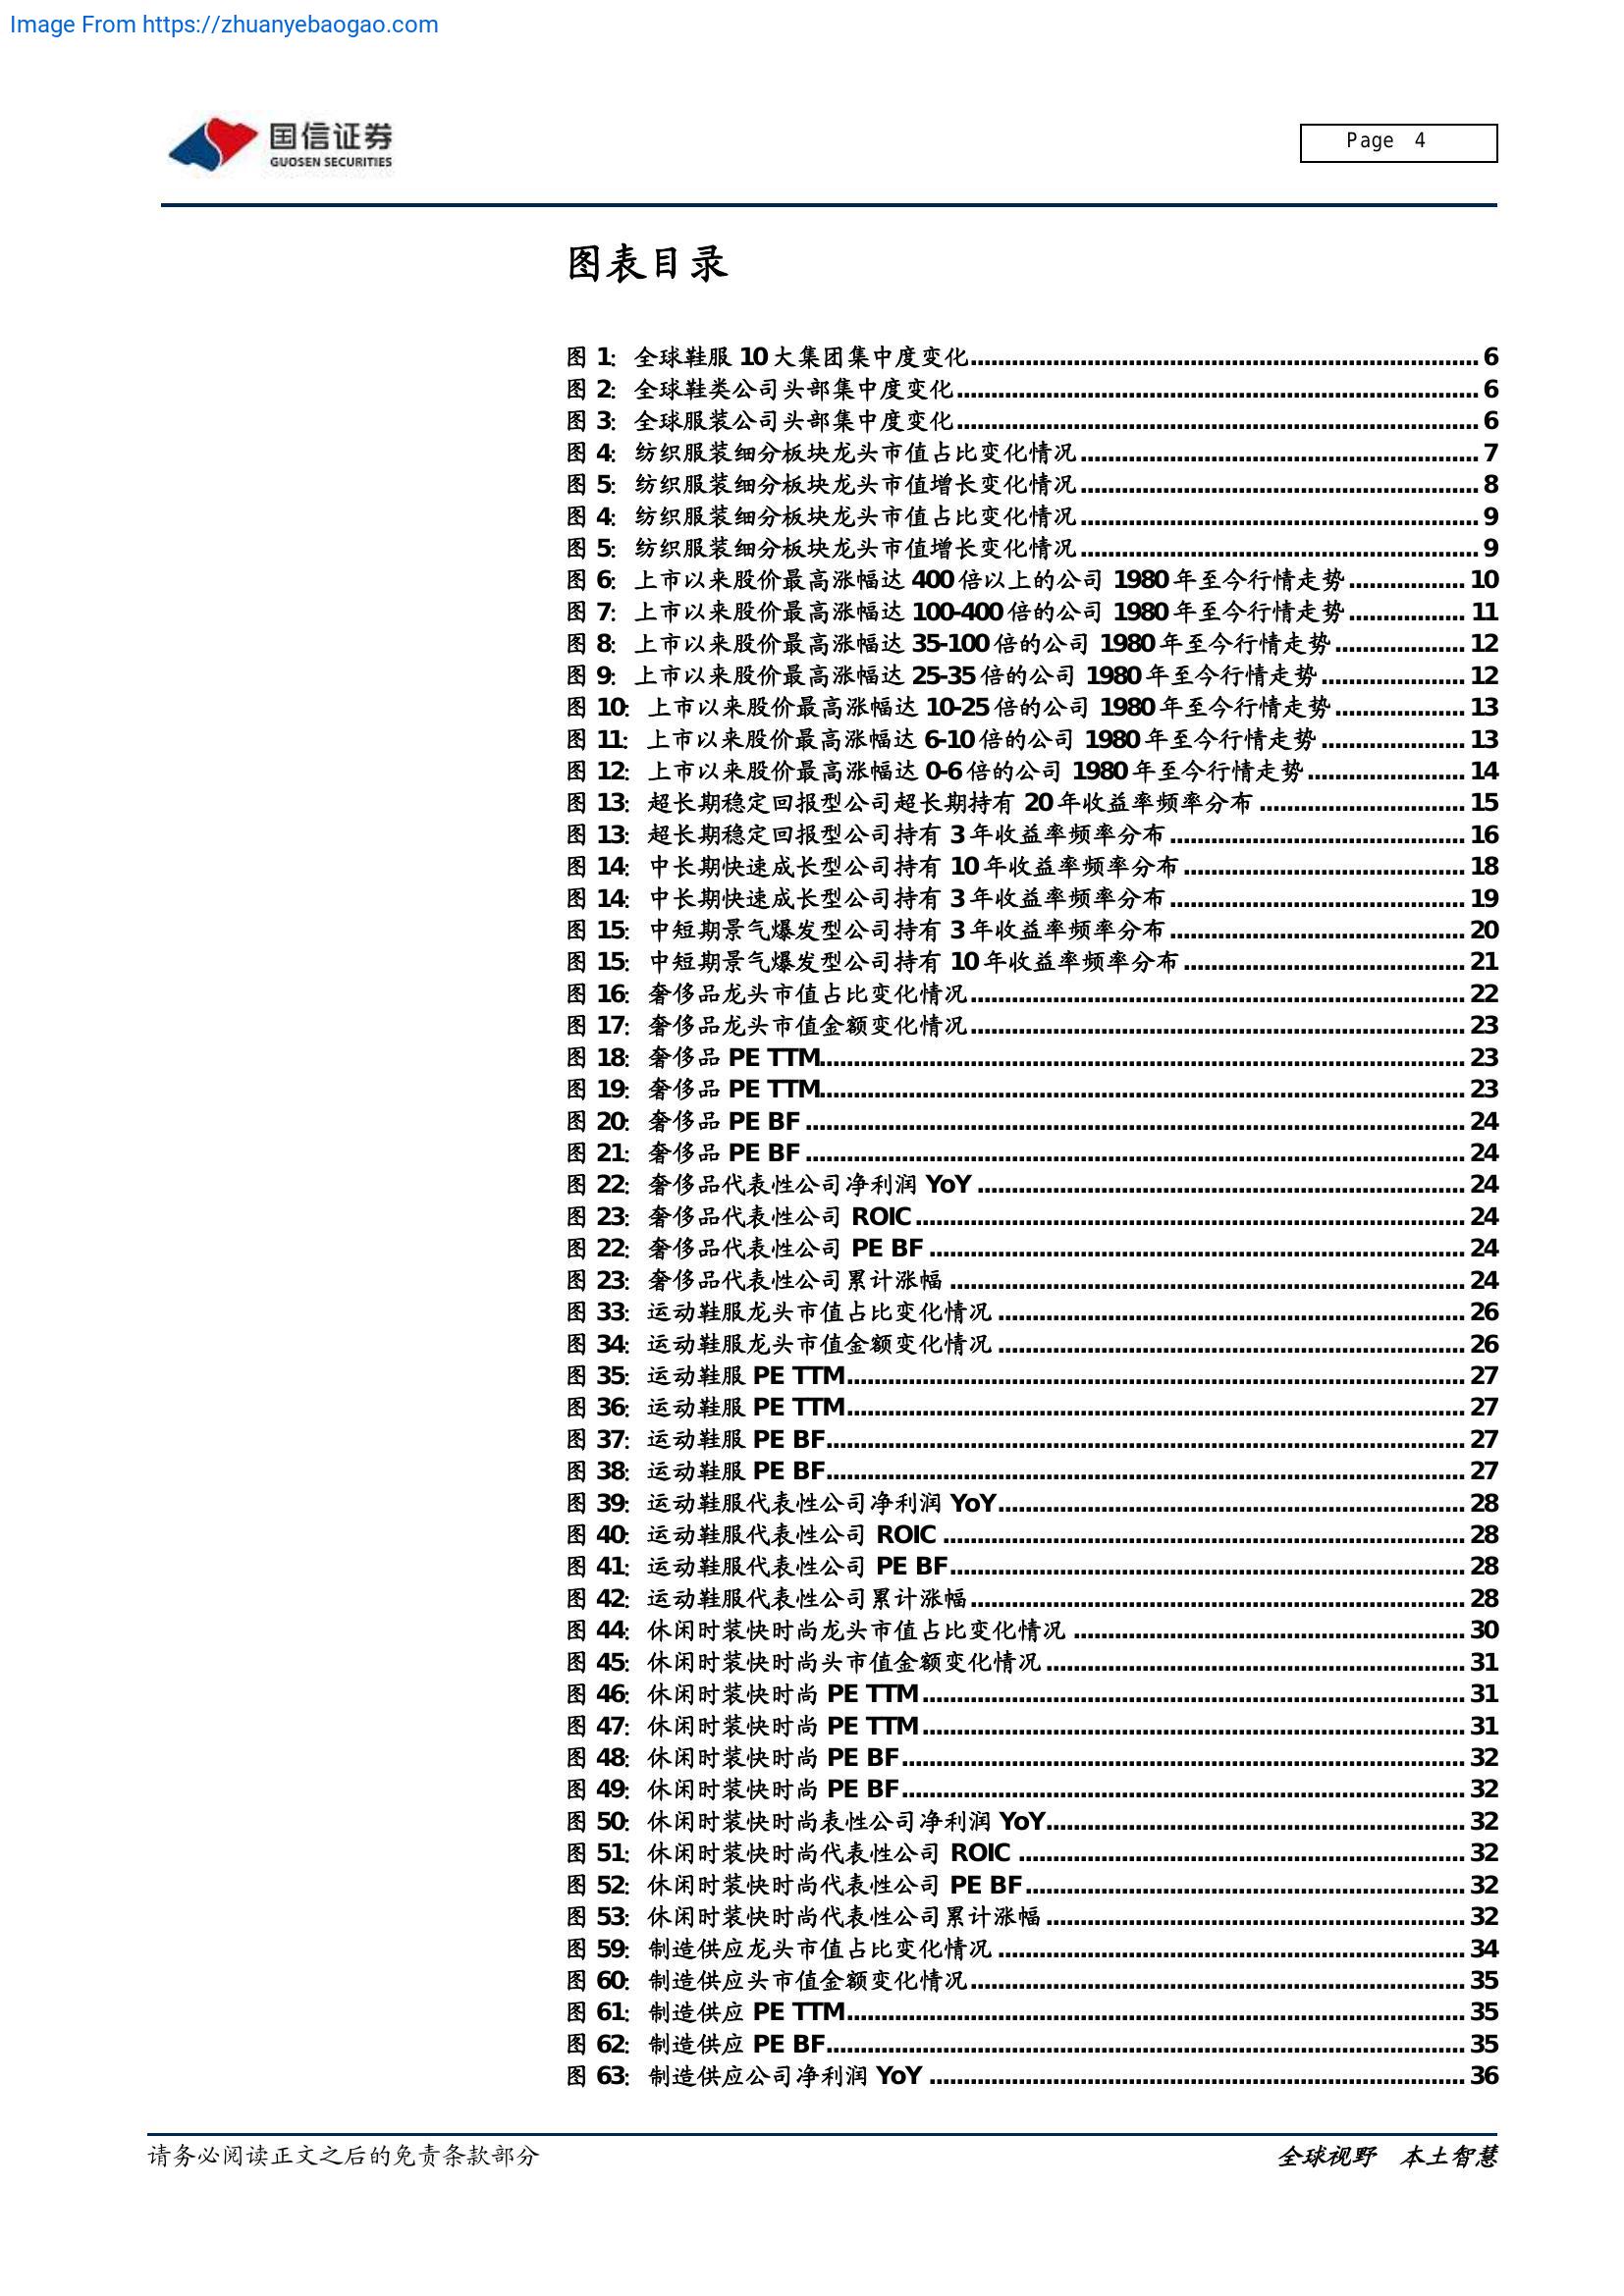 Image From https://zhuanyebaogao.com
国信证券
GUOSEN SECURITIES
Page 4
图表目录
图 1: 全球鞋服 10 大集团集中度变化 6
图 2: 全球鞋类公司头部集中度变化 6
图 3: 全球服装公司头部集中度变化 6
图 4: 纺织服装细分板块龙头市值占比变化情况 7
图 5: 纺织服装细分板块龙头市值增长变化情况 8
图 4: 纺织服装细分板块龙头市值占比变化情况 9
图 5: 纺织服装细分板块龙头市值增长变化情况 9
图 6: 上市以来股价最高涨幅达 400 倍以上的公司 1980 年至今行情走势 10
图 7: 上市以来股价最高涨幅达 100-400 倍的公司 1980 年至今行情走势 11
图 8: 上市以来股价最高涨幅达 35-100 倍的公司 1980 年至今行情走势 12
图 9: 上市以来股价最高涨幅达 25-35 倍的公司 1980 年至今行情走势 12
图 10: 上市以来股价最高涨幅达 10-25 倍的公司 1980 年至今行情走势 13
图 11: 上市以来股价最高涨幅达 6-10 倍的公司 1980 年至今行情走势 13
图 12: 上市以来股价最高涨幅达 0-6 倍的公司 1980 年至今行情走势 14
图 13: 超长期稳定回报型公司超长期持有 20 年收益率频率分布 15
图 13: 超长期稳定回报型公司持有 3 年收益率频率分布 16
图 14: 中长期快速成长型公司持有 10 年收益率频率分布 18
图 14: 中长期快速成长型公司持有 3 年收益率频率分布 19
图 15: 中短期景气爆发型公司持有 3 年收益率频率分布 20
图 15: 中短期景气爆发型公司持有 10 年收益率频率分布 21
图 16: 奢侈品龙头市值占比变化情况 22
图 17: 奢侈品龙头市值金额变化情况 23
图 18: 奢侈品 PE TTM 23
图 19: 奢侈品 PE TTM 23
图 20: 奢侈品 PE BF 24
图 21: 奢侈品 PE BF 24
图 22: 奢侈品代表性公司净利润 YoY 24
图 23: 奢侈品代表性公司 ROIC 24
图 22: 奢侈品代表性公司 PE BF 24
图 23: 奢侈品代表性公司累计涨幅 24
图 33: 运动鞋服龙头市值占比变化情况 26
图 34: 运动鞋服龙头市值金额变化情况 26
图 35: 运动鞋服 PE TTM 27
图 36: 运动鞋服 PE TTM 27
图 37: 运动鞋服 PE BF 27
图 38: 运动鞋服 PE BF 27
图 39: 运动鞋服代表性公司净利润 YoY 28
图 40: 运动鞋服代表性公司 ROIC 28
图 41: 运动鞋服代表性公司 PE BF 28
图 42: 运动鞋服代表性公司累计涨幅 28
图 44: 休闲时装快时尚龙头市值占比变化情况 30
图 45: 休闲时装快时尚头市值金额变化情况 31
图 46: 休闲时装快时尚 PE TTM 31
图 47: 休闲时装快时尚 PE TTM 31
图 48: 休闲时装快时尚 PE BF 32
图 49: 休闲时装快时尚 PE BF 32
图 50: 休闲时装快时尚表性公司净利润 YoY 32
图 51: 休闲时装快时尚代表性公司 ROIC 32
图 52: 休闲时装快时尚代表性公司 PE BF 32
图 53: 休闲时装快时尚代表性公司累计涨幅 32
图 59: 制造供应龙头市值占比变化情况 34
图 60: 制造供应头市值金额变化情况 35
图 61: 制造供应 PE TTM 35
图 62: 制造供应 PE BF 35
图 63: 制造供应公司净利润 YoY 36
请务必阅读正文之后的免责条款部分
全球视野 本土智慧